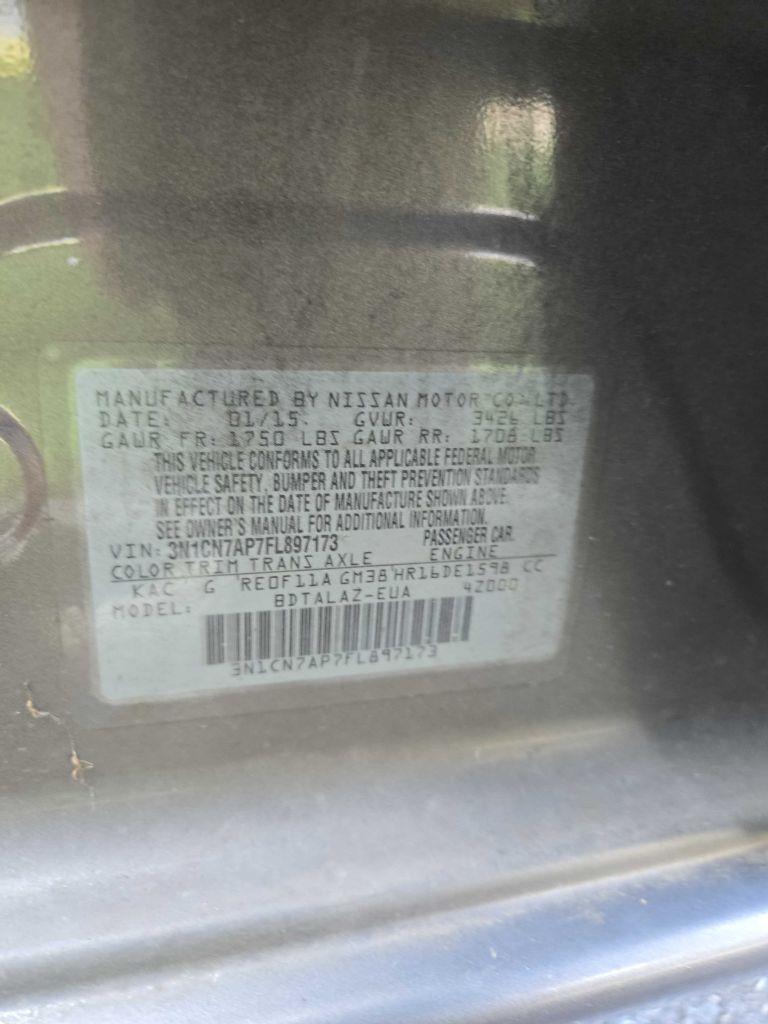 MANUFACTURED BY NISSAN MOTOR CO. LTD.
DATE: 01/15. GVWR: 3426 LBS
GAWR FR: 1750 LBS GAWR RR: 1708 LBS
THIS VEHICLE CONFORMS TO ALL APPLICABLE FEDERAL MOTOR
VEHICLE SAFETY, BUMPER AND THEFT PREVENTION STANDARDS
IN EFFECT ON THE DATE OF MANUFACTURE SHOWN ABOVE.
SEE OWNER'S MANUAL FOR ADDITIONAL INFORMATION.
VIN: 3N1CN7AP7FL897173 PASSENGER CAR.
COLOR TRIM TRANS AXLE ENGINE
KAC G RE0F11A GM38 HR16DE1598 CC
MODEL: BDTALAZ-EUA 4Z000
3N1CN7AP7FL897173